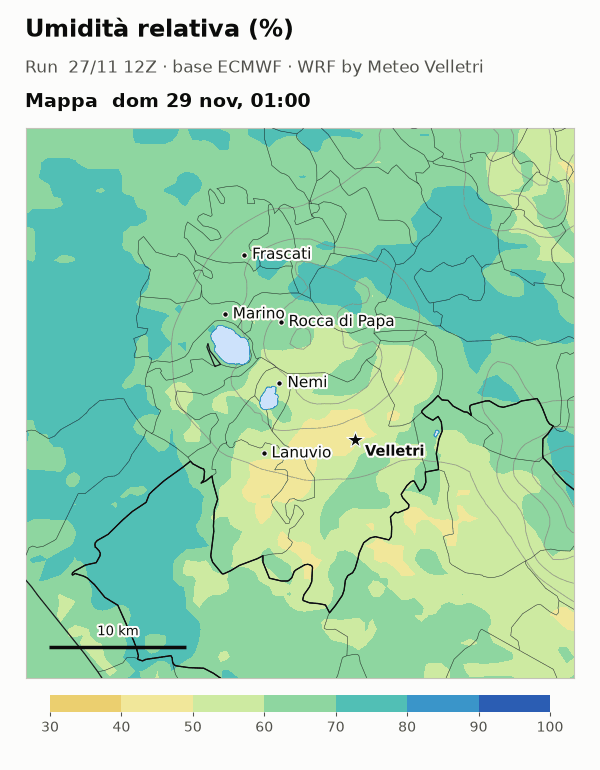 Umidità relativa (%)
Run  27/11 12Z · base ECMWF · WRF by Meteo Velletri
Mappa  dom 29 nov, 01:00
Frascati
Marino
Rocca di Papa
Nemi
Velletri
Lanuvio
10 km
30 40 50 60 70 80 90 100